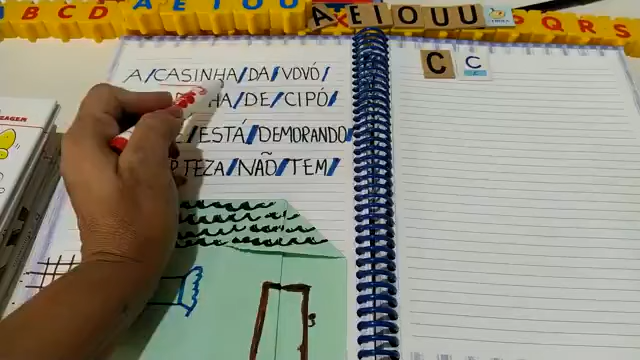 B C D A E I O U
A E I O U U
Q R S
A/CASINHA/DA/VOVÓ/
HA/DE/CIPÓ/
/ESTÁ/DEMORANDO/
TEZA/NÃO/TEM/
C C